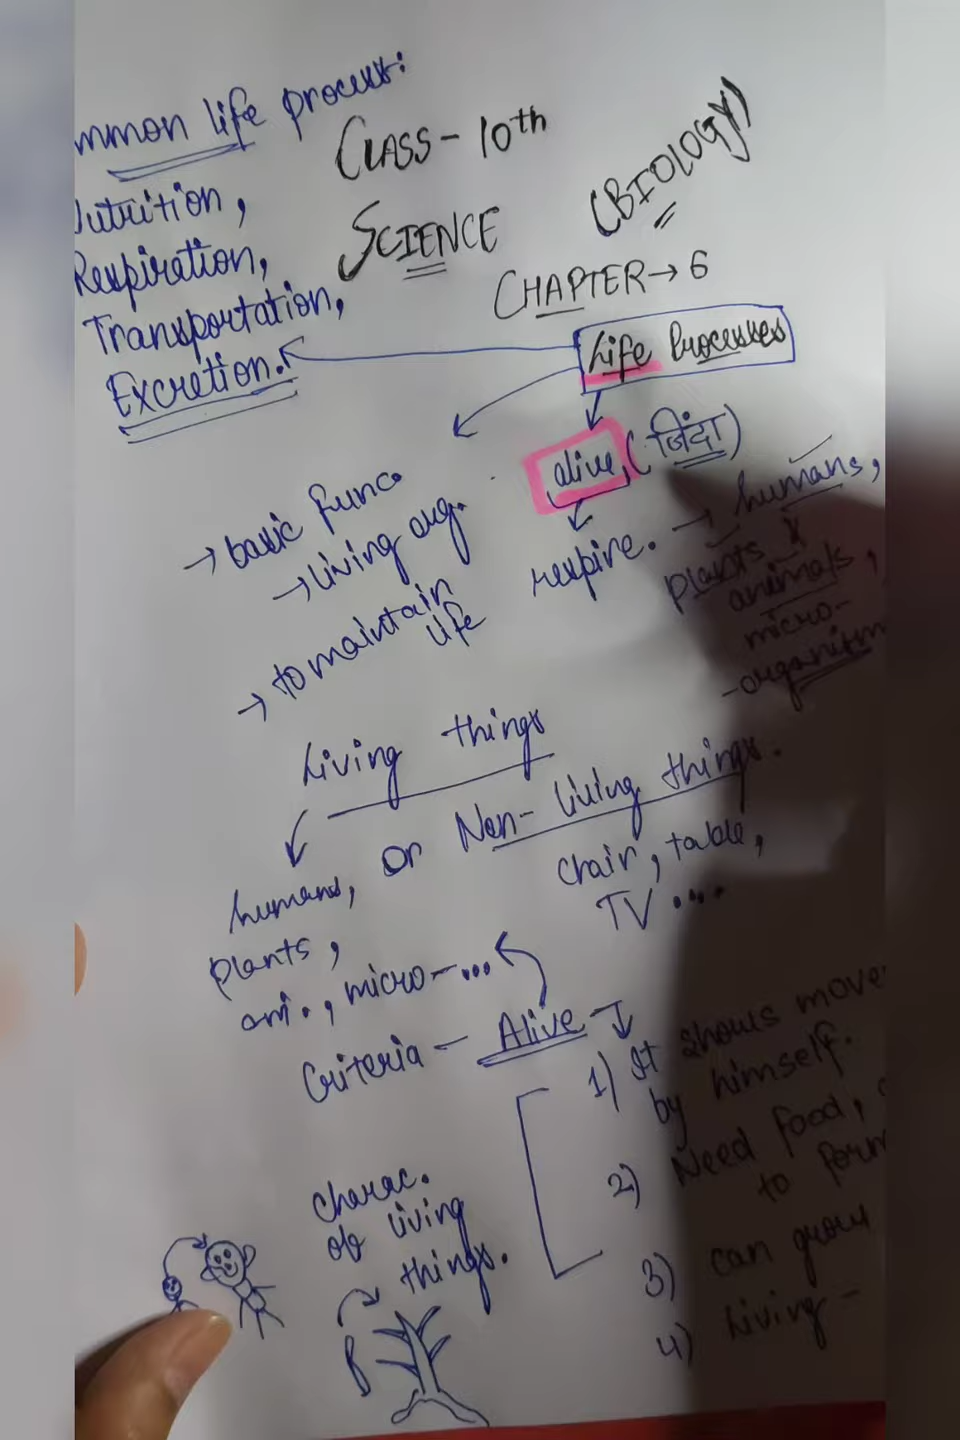 mmon life process:
Nutrition,
Respiration,
Transportation,
Excretion.
CLASS - 10th
SCIENCE
(BIOLOGY)
CHAPTER → 6
Life Processes
alive (जिंदा)
→ basic func.
→ living org.
→ to maintain
life
respire. → humans,
plants
animals,
micro-
-organism
Living things
or Non-living things.
humans,
plants,
ani., micro-...
chair, table,
TV ....
Criteria - Alive →
1) It shows move
by himself.
2) Need food,
to form
3) can grow
4) Living -
charac.
of living
things.